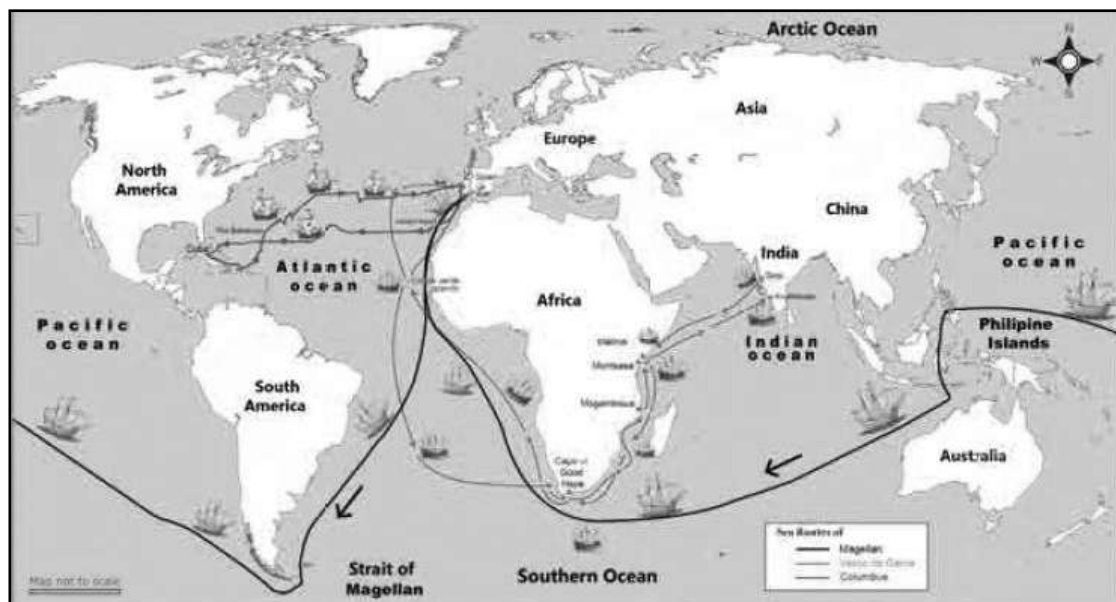 Arctic Ocean
N
W
E
S
Asia
Europe
North
America
China
India
Pacific
ocean
Atlantic
ocean
Africa
Pacific
ocean
Philipine
Islands
Indian
ocean
Mombasa
South
America
Australia
Cape of
Good
Hope
Strait of
Magellan
Southern Ocean
Sea Routes of
Magellan
Vasco da Gama
Columbus
Map not to scale